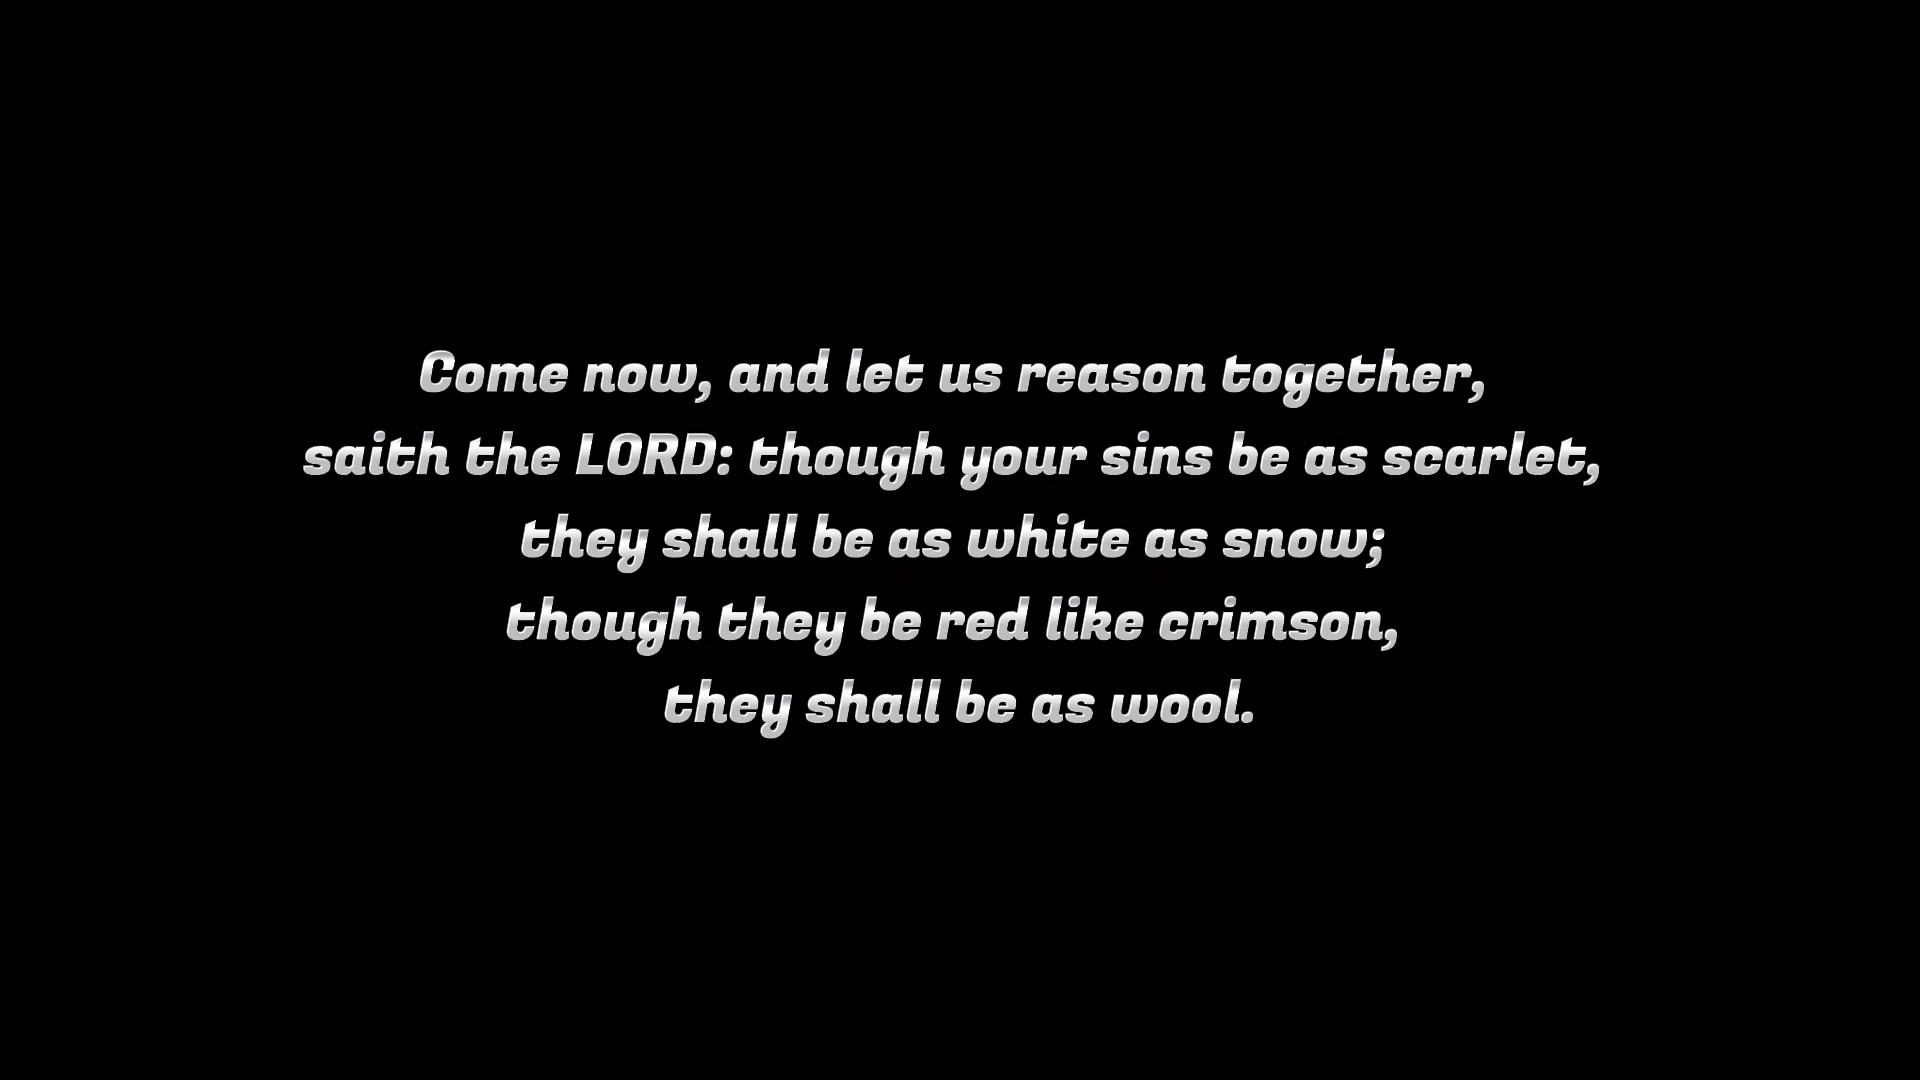 Come now, and let us reason together,
saith the LORD: though your sins be as scarlet,
they shall be as white as snow;
though they be red like crimson,
they shall be as wool.